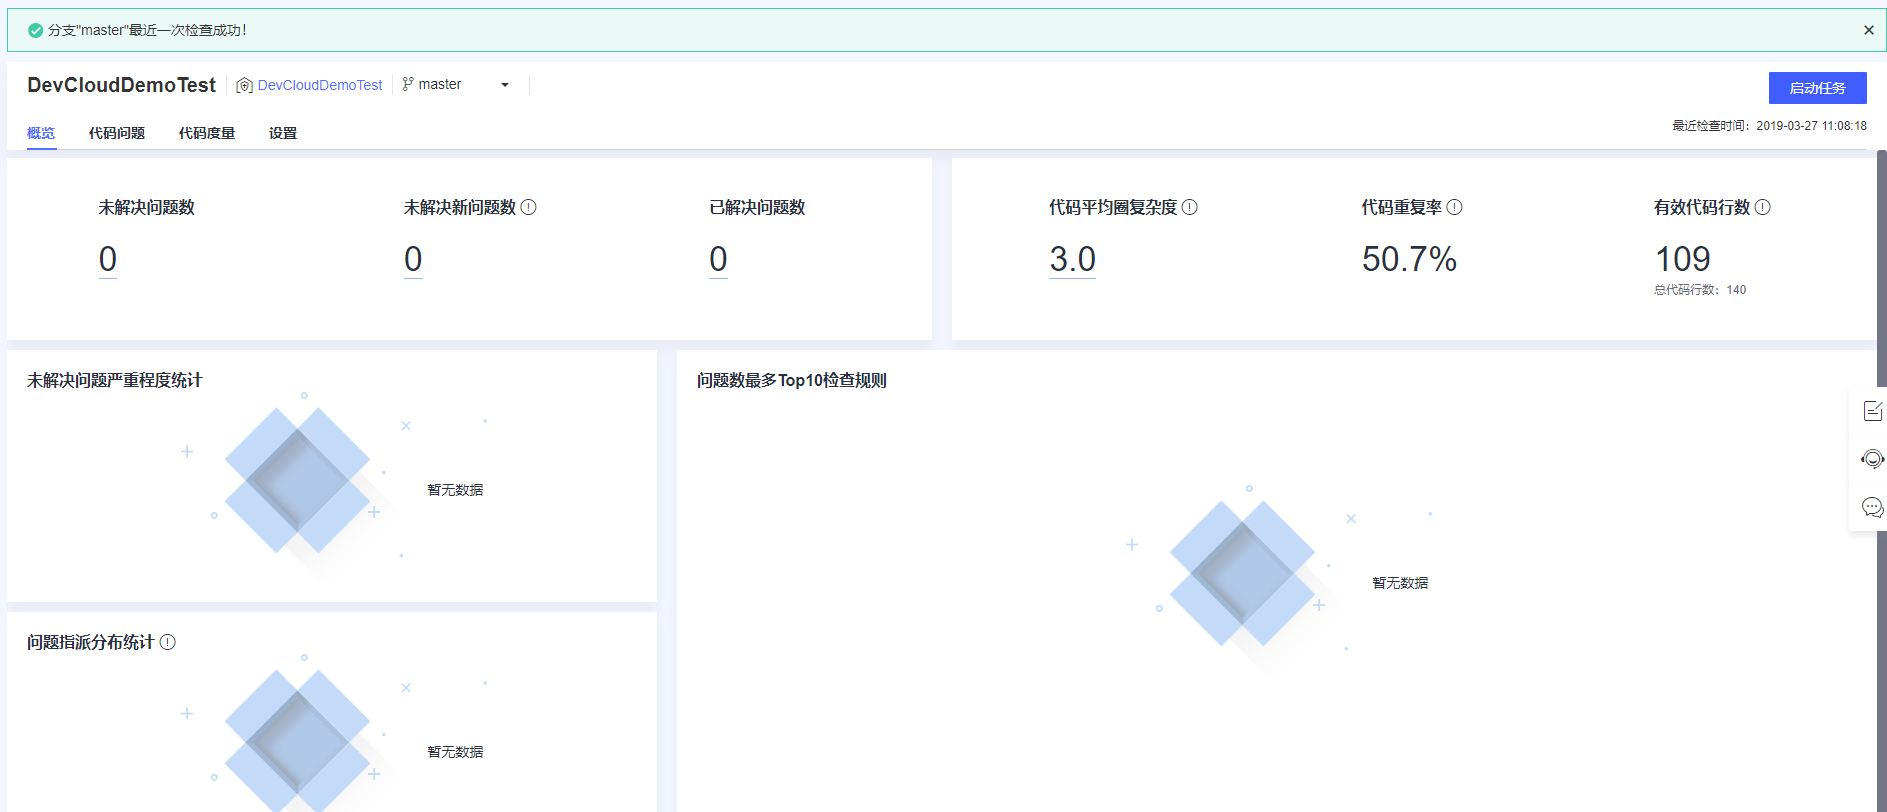 分支"master"最近一次检查成功！
DevCloudDemoTest DevCloudDemoTest master
启动任务
概览 代码问题 代码度量 设置
最近检查时间：2019-03-27 11:08:18
未解决问题数 未解决新问题数 已解决问题数
0 0 0
代码平均圈复杂度 代码重复率 有效代码行数
3.0 50.7% 109
总代码行数：140
未解决问题严重程度统计
暂无数据
问题数最多Top10检查规则
暂无数据
问题指派分布统计
暂无数据